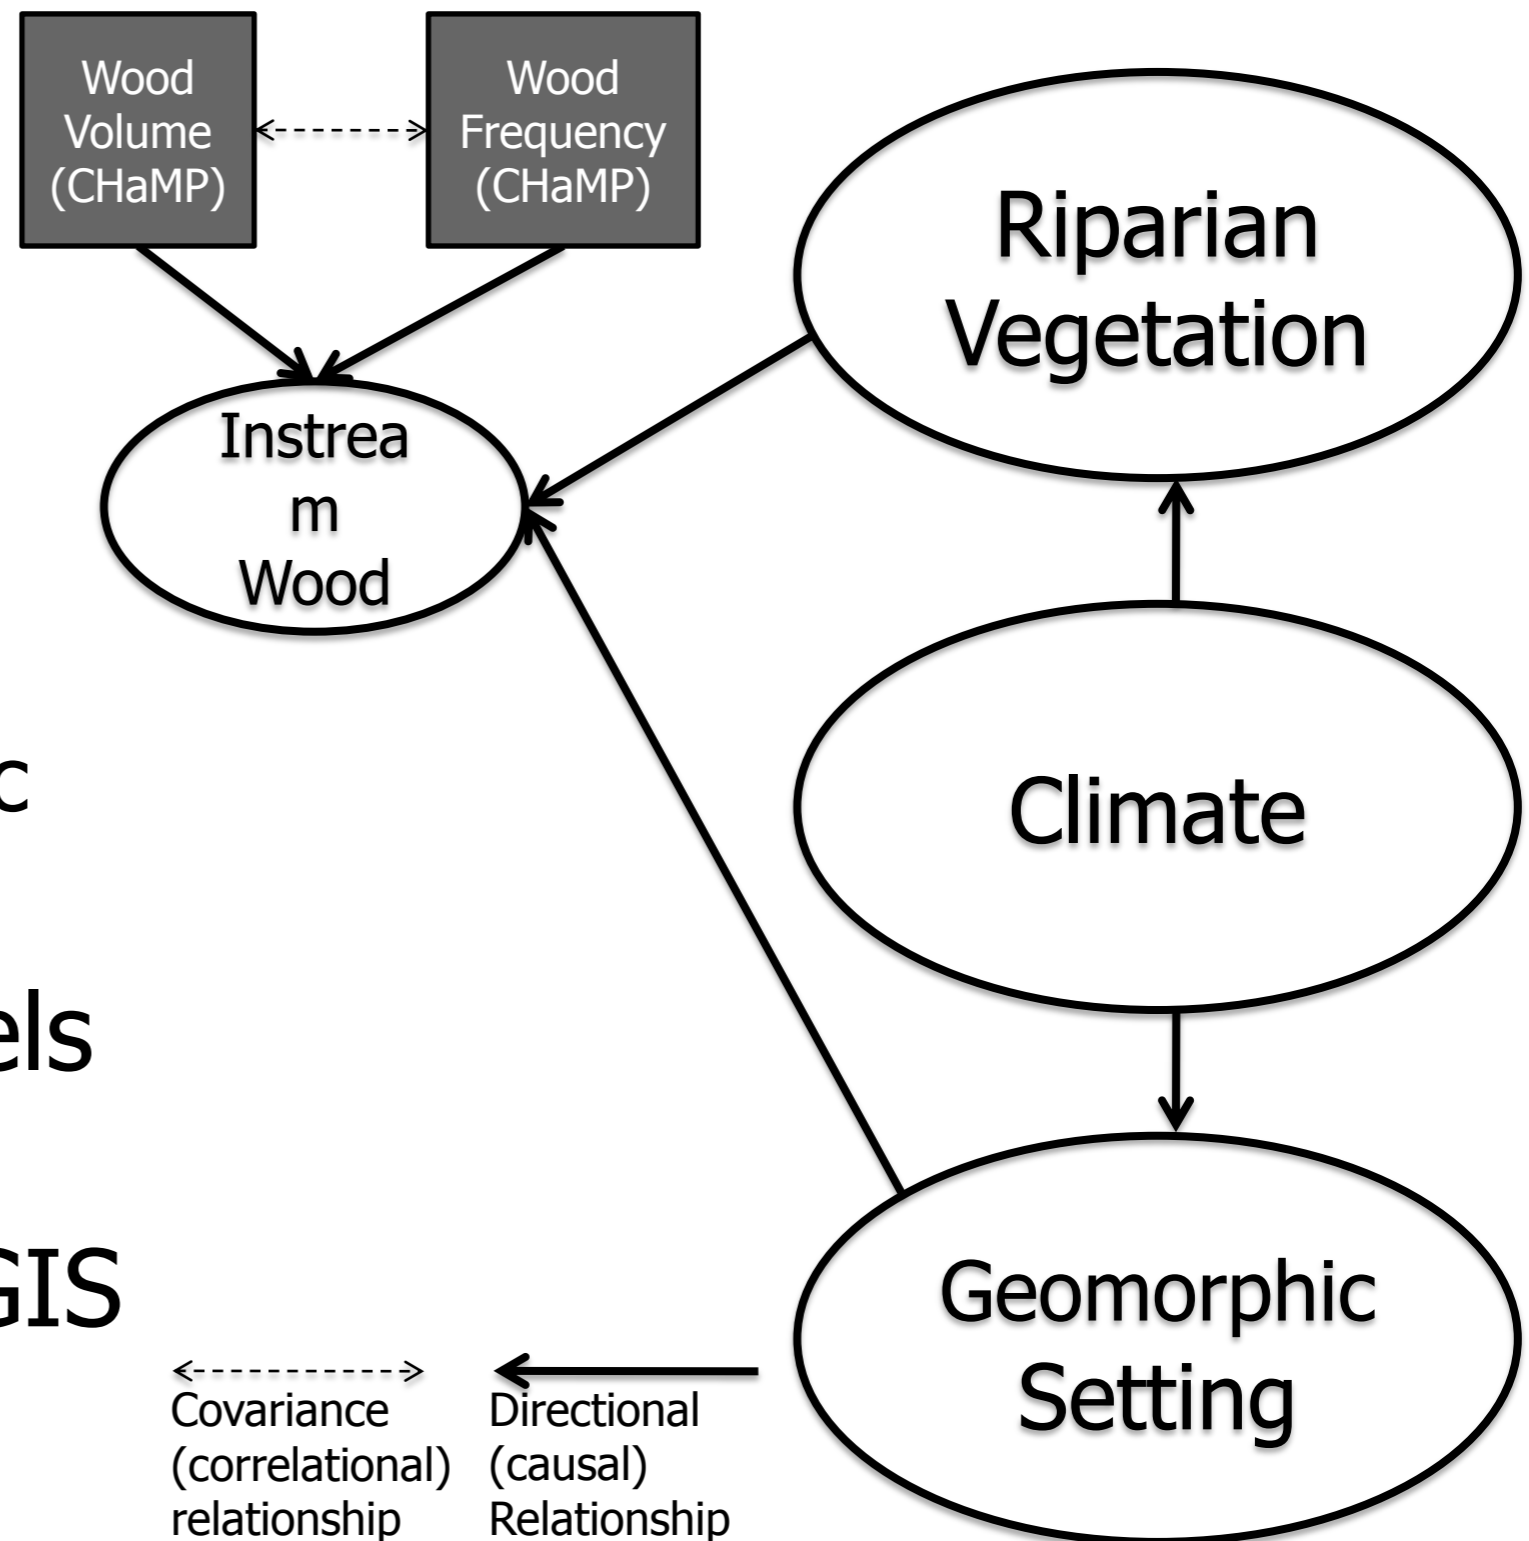 Wood
Volume
(CHaMP)
Wood
Frequency
(CHaMP)
Riparian
Vegetation
Instrea
m
Wood
Climate
c
els
GIS
Geomorphic
Setting
Covariance
(correlational)
relationship
Directional
(causal)
Relationship